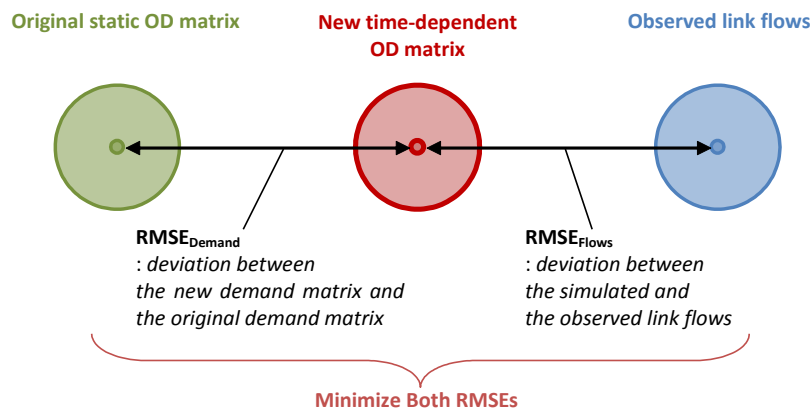 Original static OD matrix
New time-dependent
OD matrix
Observed link flows
RMSEDemand
: deviation between
the new demand matrix and
the original demand matrix
RMSEFlows
: deviation between
the simulated and
the observed link flows
Minimize Both RMSEs